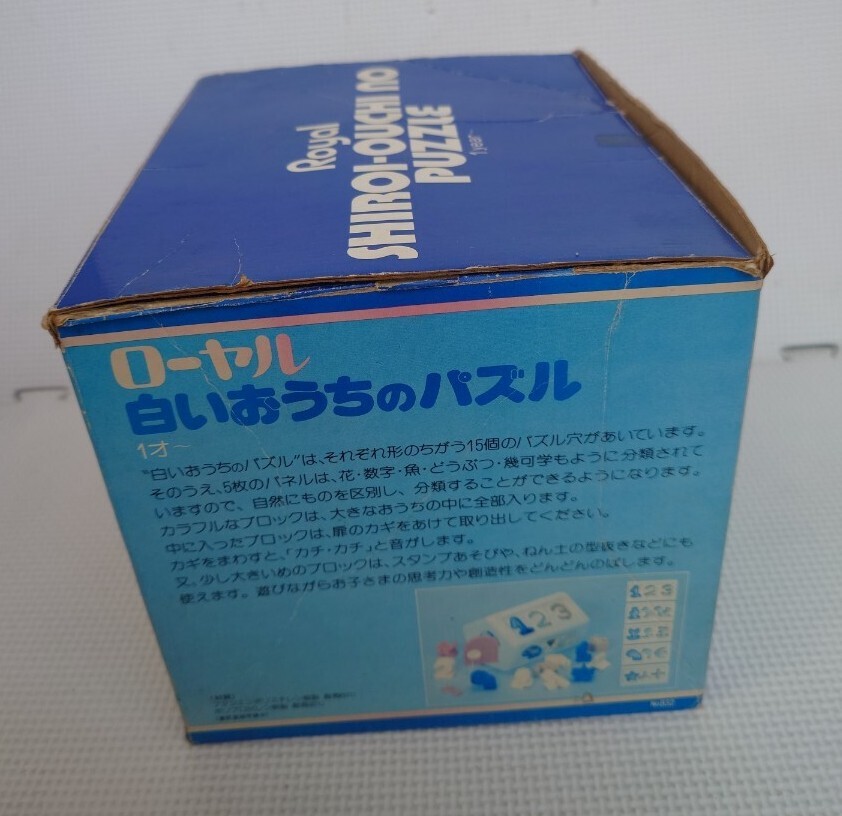 Royal
SHIROI-OUCHI NO
PUZZLE
1 year~
ローヤル
白いおうちのパズル
1才~
"白いおうちのパズル"は、それぞれ形のちがう15個のパズル穴があいています。
そのうえ、5枚のパネルは、花・数字・魚・どうぶつ・幾可学もように分類されて
いますので、自然にものを区別し、分類することができるようになります。
カラフルなブロックは、大きなおうちの中に全部入ります。
中に入ったブロックは、扉のカギをあけて取り出してください。
カギをまわすと、「カチ・カチ」と音がします。
又、少し大きいめのブロックは、スタンプあそびや、ねん土の型抜きなどにも
使えます。遊びながらお子さまの思考力や創造性をどんどんのばします。
123